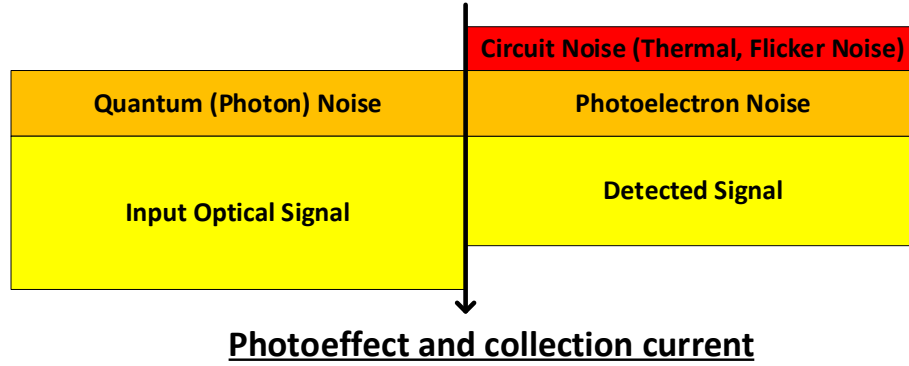 Circuit Noise (Thermal, Flicker Noise)
Quantum (Photon) Noise
Photoelectron Noise
Input Optical Signal
Detected Signal
Photoeffect and collection current